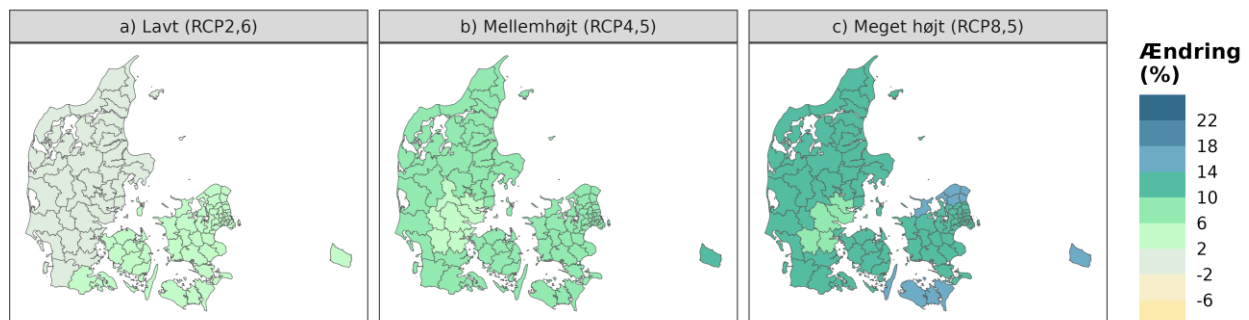 a) Lavt (RCP2,6)
b) Mellemhøjt (RCP4,5)
c) Meget højt (RCP8,5)
Ændring
(%)
22
18
14
10
6
2
-2
-6